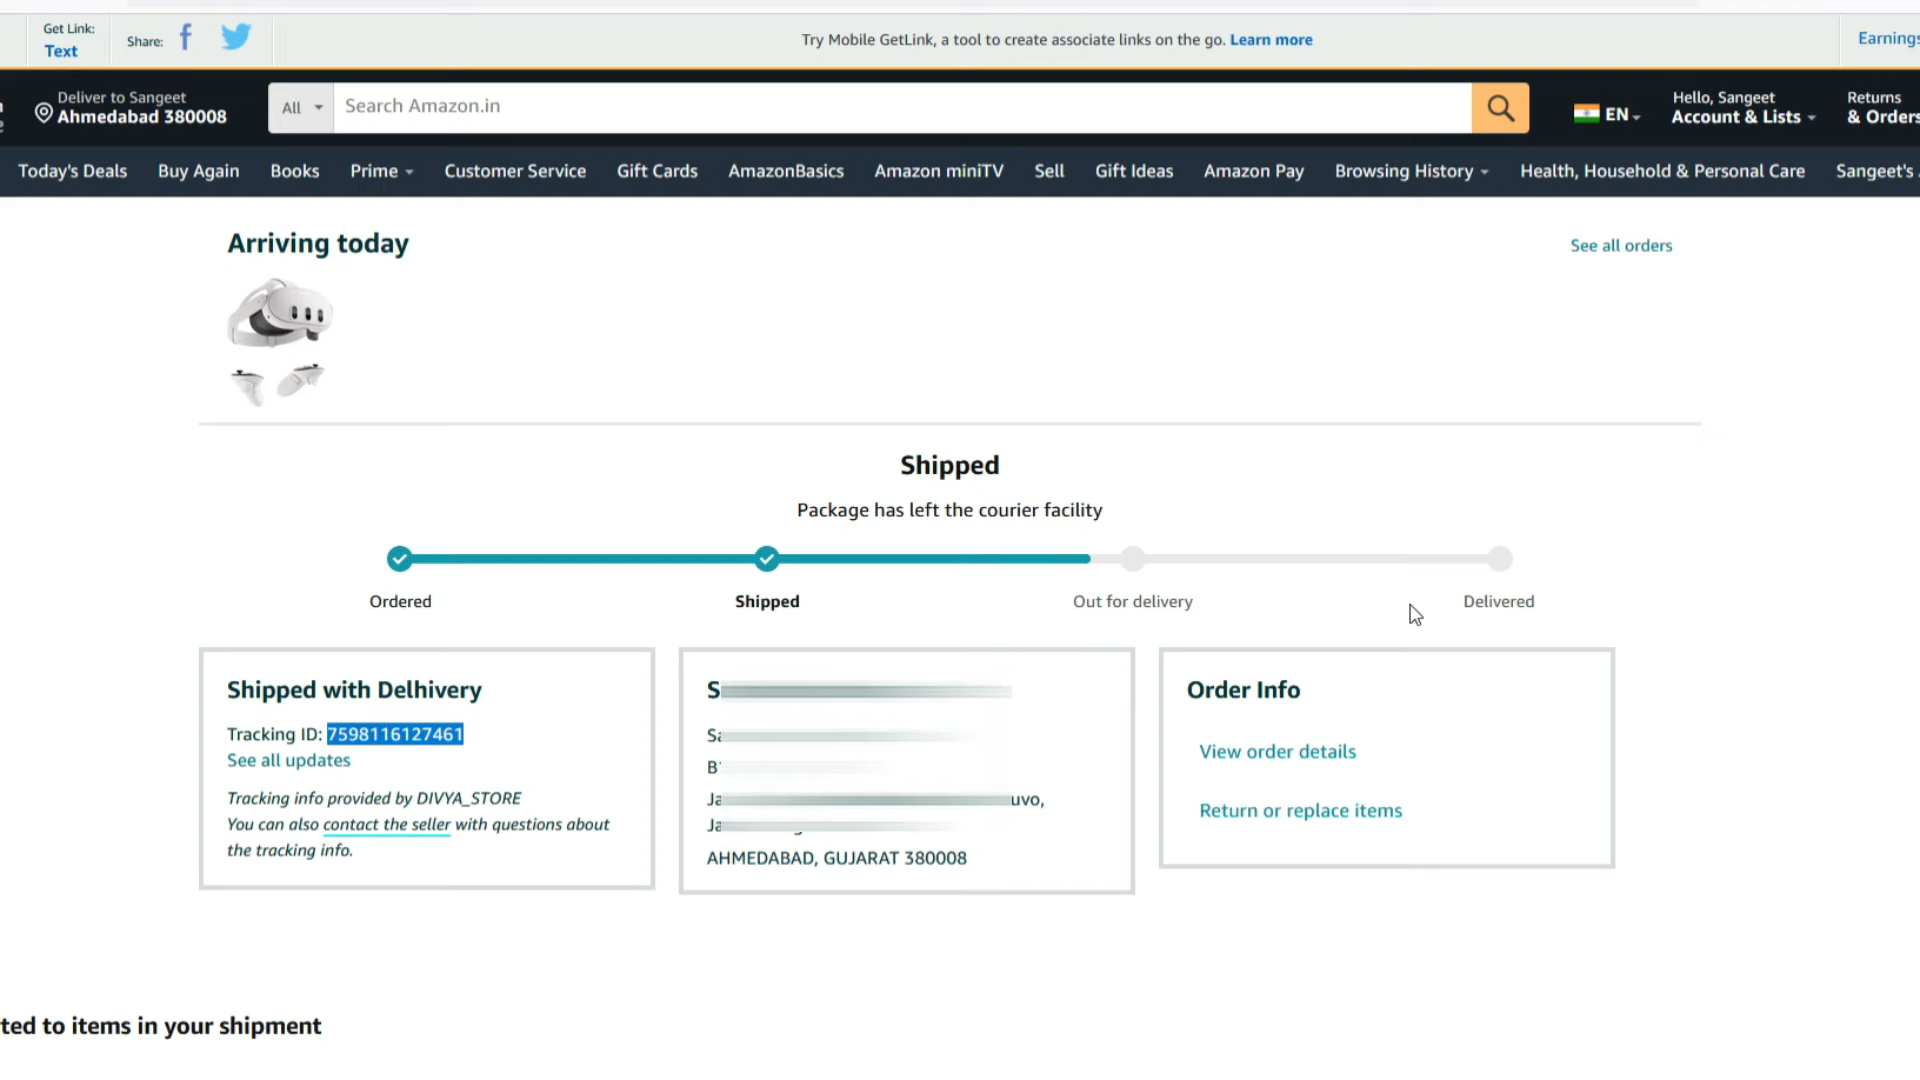 Get Link:
Text
Share:
Try Mobile GetLink, a tool to create associate links on the go. Learn more
Earnings
Deliver to Sangeet
Ahmedabad 380008
All
Search Amazon.in
EN
Hello, Sangeet
Account & Lists
Returns
& Orders
Today's Deals Buy Again Books Prime Customer Service Gift Cards AmazonBasics Amazon miniTV Sell Gift Ideas Amazon Pay Browsing History Health, Household & Personal Care Sangeet's
Arriving today
See all orders
Shipped
Package has left the courier facility
Ordered Shipped Out for delivery Delivered
Shipped with Delhivery
Tracking ID: 7598116127461
See all updates
Tracking info provided by DIVYA_STORE
You can also contact the seller with questions about
the tracking info.
S
Sa
B
Ja uvo,
Ja
AHMEDABAD, GUJARAT 380008
Order Info
View order details
Return or replace items
ted to items in your shipment